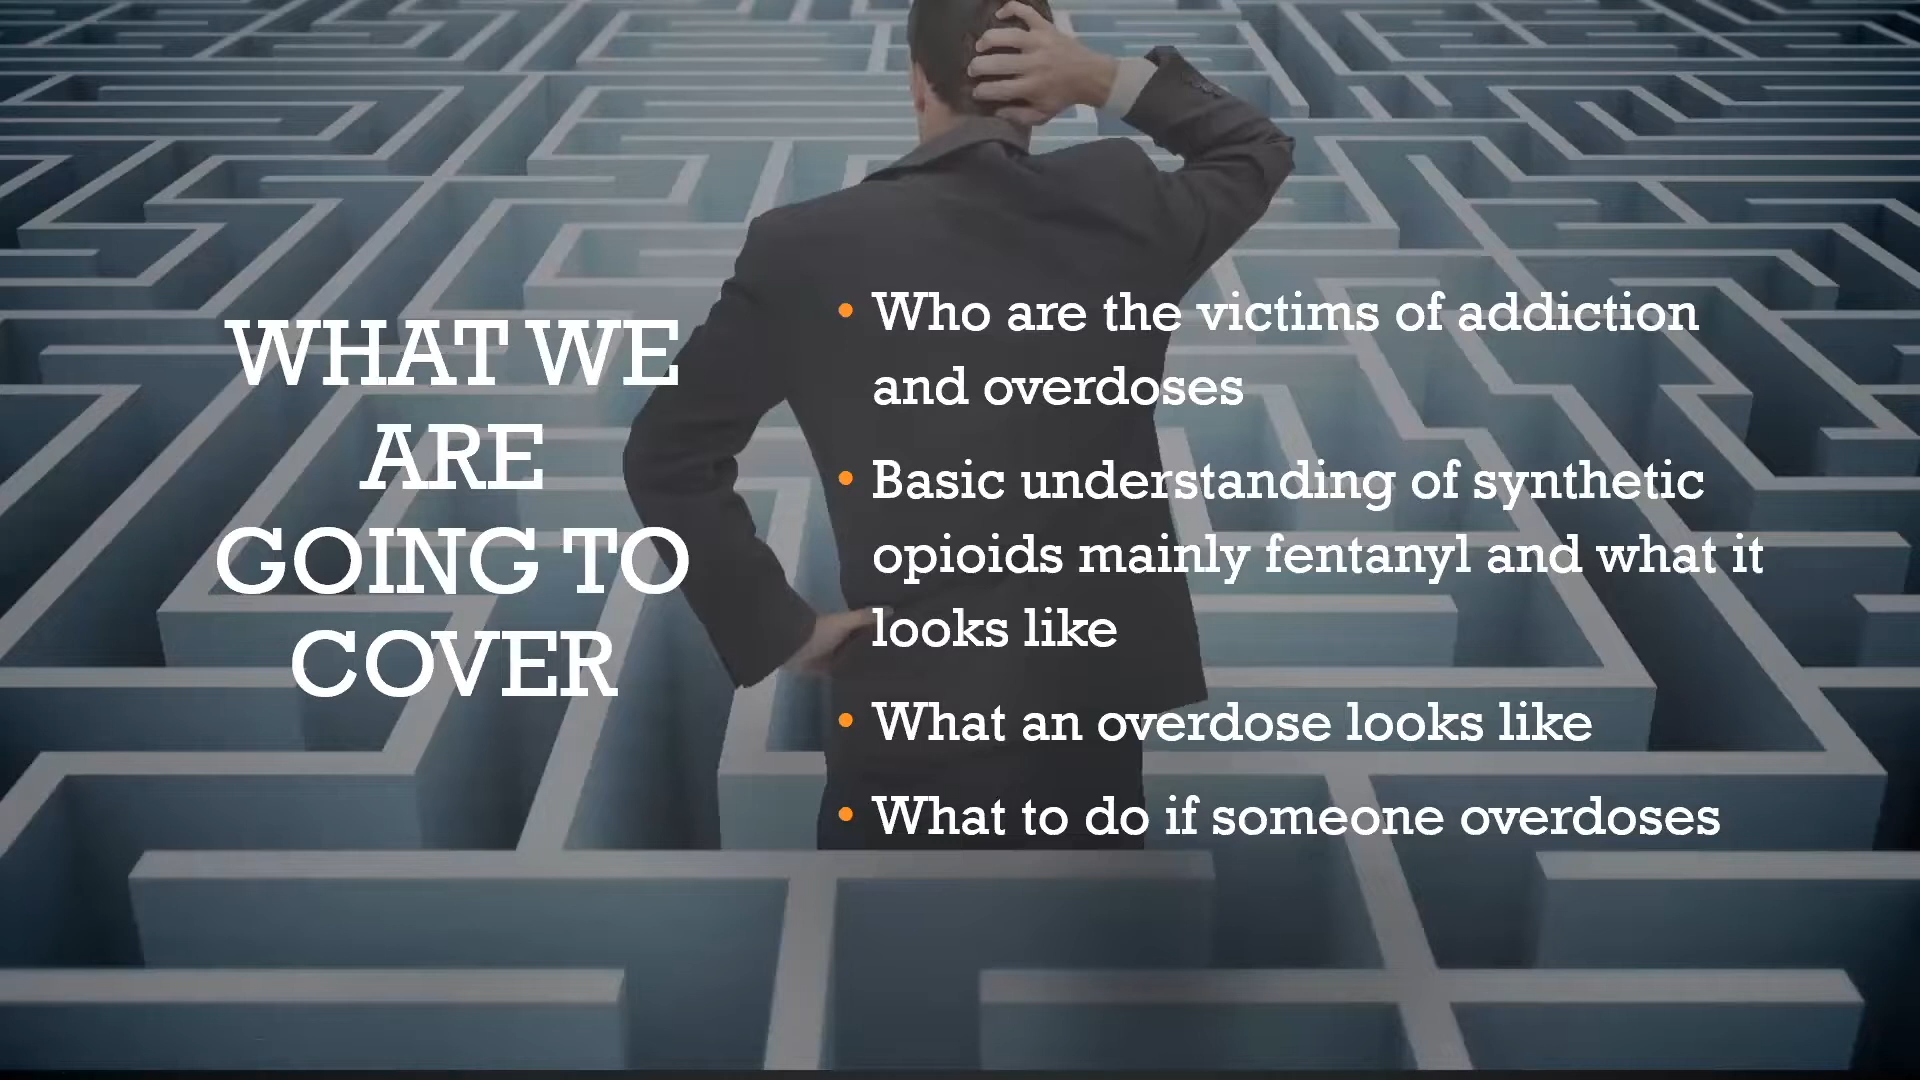 WHAT WE
ARE
GOING TO
COVER
• Who are the victims of addiction
and overdoses
• Basic understanding of synthetic
opioids mainly fentanyl and what it
looks like
• What an overdose looks like
• What to do if someone overdoses